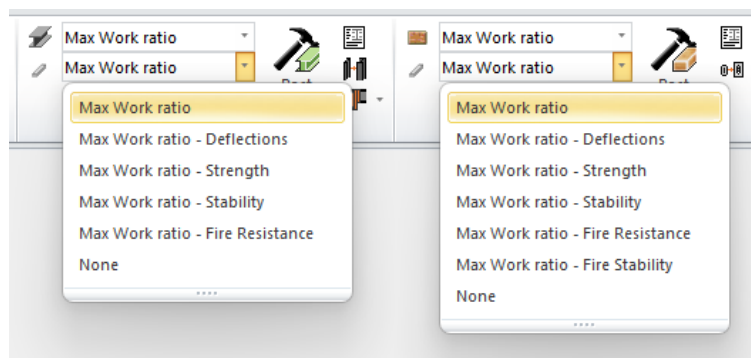 Max Work ratio
Max Work ratio
Max Work ratio
Max Work ratio - Deflections
Max Work ratio - Strength
Max Work ratio - Stability
Max Work ratio - Fire Resistance
None
Max Work ratio
Max Work ratio
Max Work ratio
Max Work ratio - Deflections
Max Work ratio - Strength
Max Work ratio - Stability
Max Work ratio - Fire Resistance
Max Work ratio - Fire Stability
None